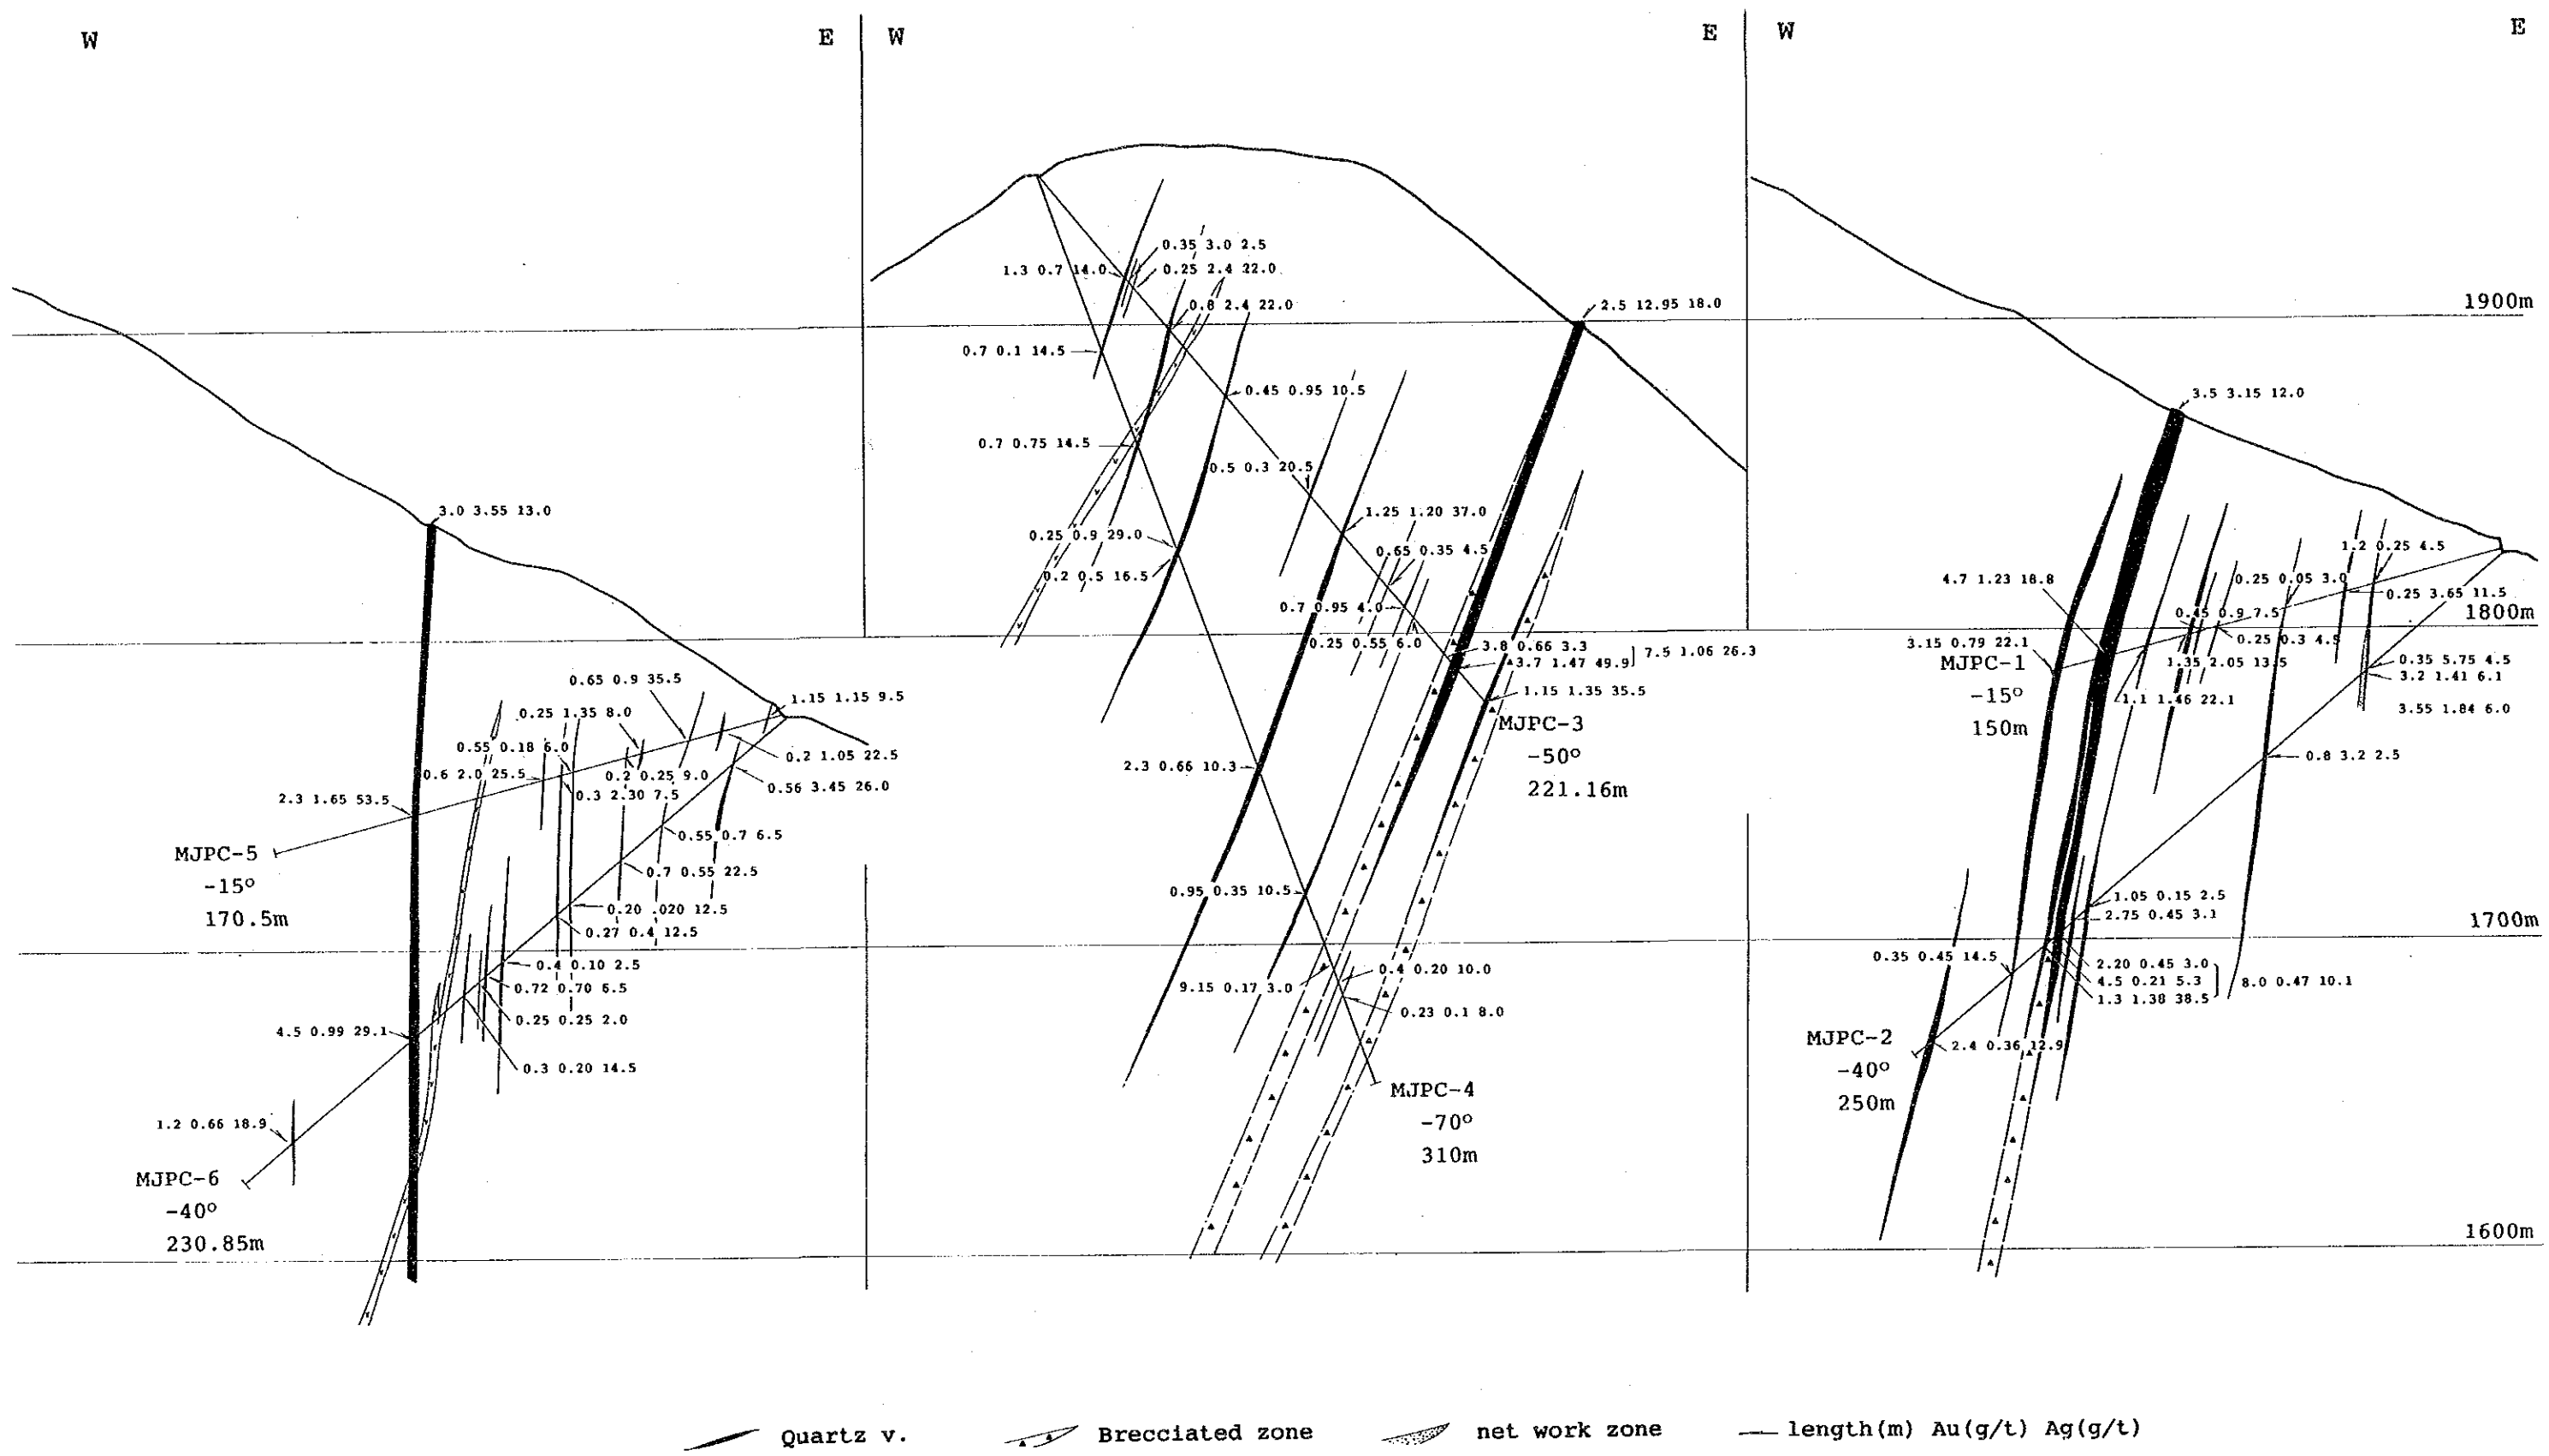 W E W E W E
1900m
1800m
1700m
1600m
3.0 3.55 13.0
0.65 0.9 35.5
1.15 1.15 9.5
0.25 1.35 8.0
0.55 0.18 6.0
0.2 1.05 22.5
0.6 2.0 25.5
0.2 0.25 9.0
0.56 3.45 26.0
0.3 2.30 7.5
2.3 1.65 53.5
0.55 0.7 6.5
MJPC-5
-15º
170.5m
0.7 0.55 22.5
0.20 .020 12.5
0.27 0.4 12.5
0.4 0.10 2.5
0.72 0.70 6.5
0.25 0.25 2.0
4.5 0.99 29.1
0.3 0.20 14.5
1.2 0.66 18.9
MJPC-6
-40º
230.85m
0.35 3.0 2.5
1.3 0.7 14.0
0.25 2.4 22.0
0.8 2.4 22.0
2.5 12.95 18.0
0.7 0.1 14.5
0.45 0.95 10.5
0.7 0.75 14.5
0.5 0.3 20.5
1.25 1.20 37.0
0.25 0.9 29.0
0.65 0.35 4.5
0.2 0.5 16.5
0.7 0.95 4.0
0.25 0.55 6.0
3.8 0.66 3.3
3.7 1.47 49.9
7.5 1.06 26.3
1.15 1.35 35.5
MJPC-3
-50º
221.16m
2.3 0.66 10.3
0.95 0.35 10.5
0.4 0.20 10.0
9.15 0.17 3.0
0.23 0.1 8.0
MJPC-4
-70º
310m
3.5 3.15 12.0
1.2 0.25 4.5
4.7 1.23 18.8
0.25 0.05 3.0
0.25 3.65 11.5
0.45 0.9 7.5
0.25 0.3 4.5
3.15 0.79 22.1
MJPC-1
-15º
150m
1.35 2.05 13.5
0.35 5.75 4.5
3.2 1.41 6.1
1.1 1.46 22.1
3.55 1.84 6.0
0.8 3.2 2.5
1.05 0.15 2.5
2.75 0.45 3.1
0.35 0.45 14.5
2.20 0.45 3.0
4.5 0.21 5.3
1.3 1.38 38.5
8.0 0.47 10.1
MJPC-2
-40º
250m
2.4 0.36 12.9
Quartz v. Brecciated zone net work zone length(m) Au(g/t) Ag(g/t)